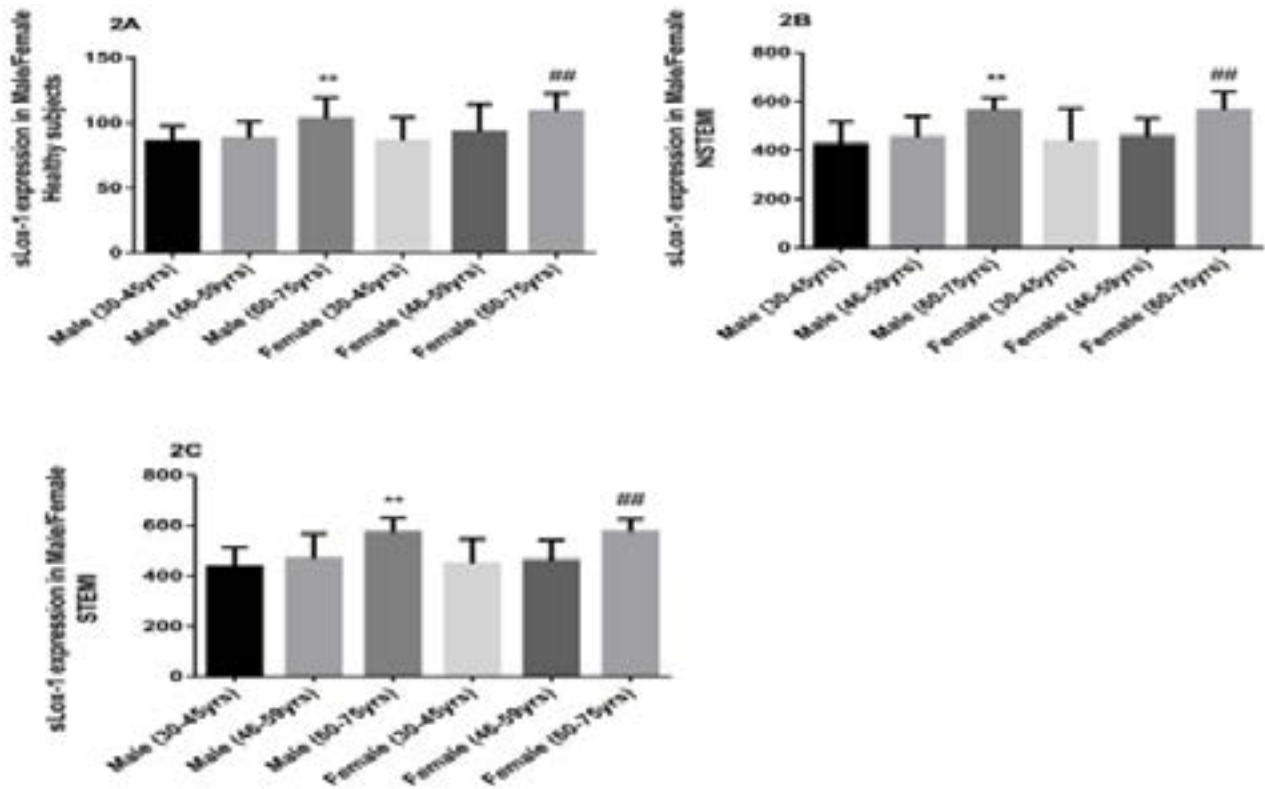 2A
sLox-1 expression in Male/Female
Healthy subjects
150
100
50
0
**
##
Male (30-45yrs)
Male (46-59yrs)
Male (60-75yrs)
Female (30-45yrs)
Female (46-59yrs)
Female (60-75yrs)
2B
sLox-1 expression in Male/Female
NSTEMI
800
600
400
200
0
**
##
Male (30-45yrs)
Male (46-59yrs)
Male (60-75yrs)
Female (30-45yrs)
Female (46-59yrs)
Female (60-75yrs)
2C
sLox-1 expression in Male/Female
STEMI
800
600
400
200
0
**
##
Male (30-45yrs)
Male (46-59yrs)
Male (60-75yrs)
Female (30-45yrs)
Female (46-59yrs)
Female (60-75yrs)